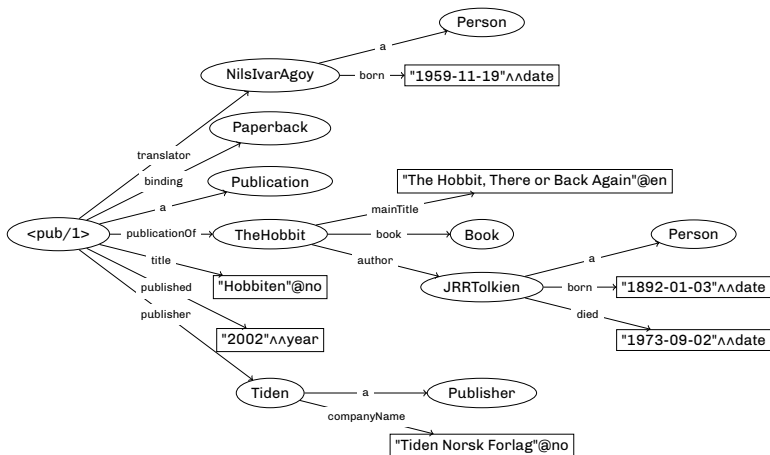 Person
a
NilsIvarAgoy
born
"1959-11-19"^^date
translator
Paperback
binding
Publication
a
"The Hobbit, There or Back Again"@en
mainTitle
<pub/1>
publicationOf
TheHobbit
book
Book
Person
author
a
title
"Hobbiten"@no
JRRTolkien
born
"1892-01-03"^^date
published
died
publisher
"2002"^^year
"1973-09-02"^^date
Tiden
a
Publisher
companyName
"Tiden Norsk Forlag"@no